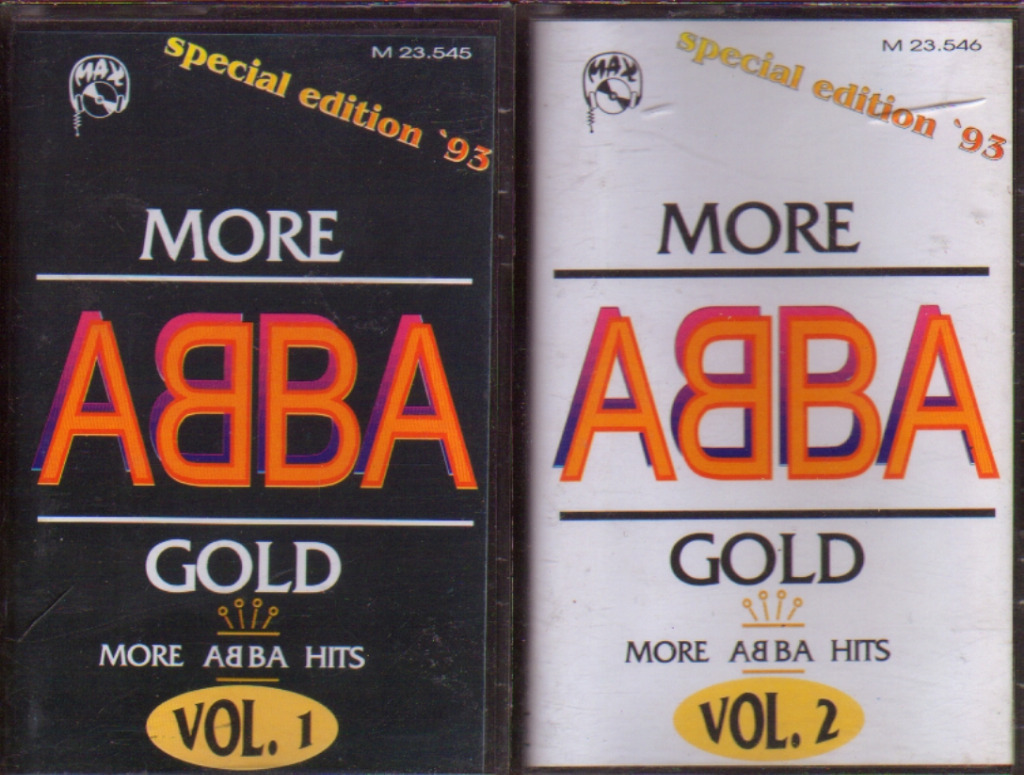 MAX
special edition `93
M 23.545
MORE
ABBA
GOLD
MORE ABBA HITS
VOL. 1
MAX
special edition `93
M 23.546
MORE
ABBA
GOLD
MORE ABBA HITS
VOL. 2